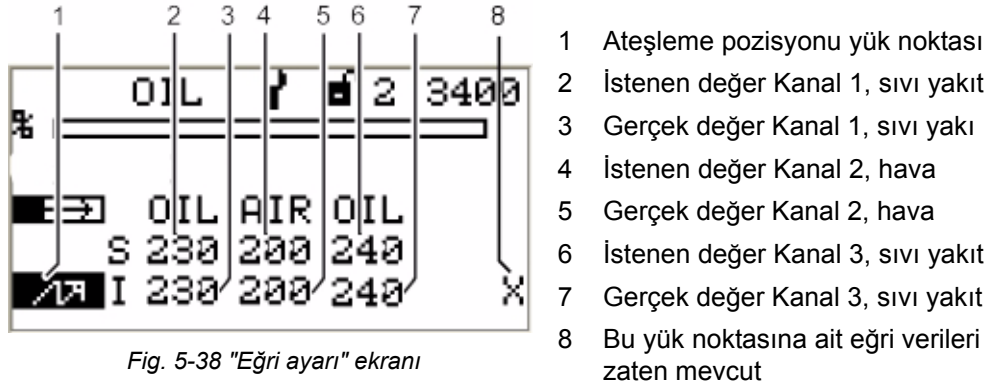 1 2 3 4 5 6 7 8
OIL 2 3400
%
OIL AIR OIL
S 230 200 240
I 230 200 240 X
Fig. 5-38 "Eğri ayarı" ekranı
1 Ateşleme pozisyonu yük noktası
2 İstenen değer Kanal 1, sıvı yakıt
3 Gerçek değer Kanal 1, sıvı yakı
4 İstenen değer Kanal 2, hava
5 Gerçek değer Kanal 2, hava
6 İstenen değer Kanal 3, sıvı yakıt
7 Gerçek değer Kanal 3, sıvı yakıt
8 Bu yük noktasına ait eğri verileri
zaten mevcut